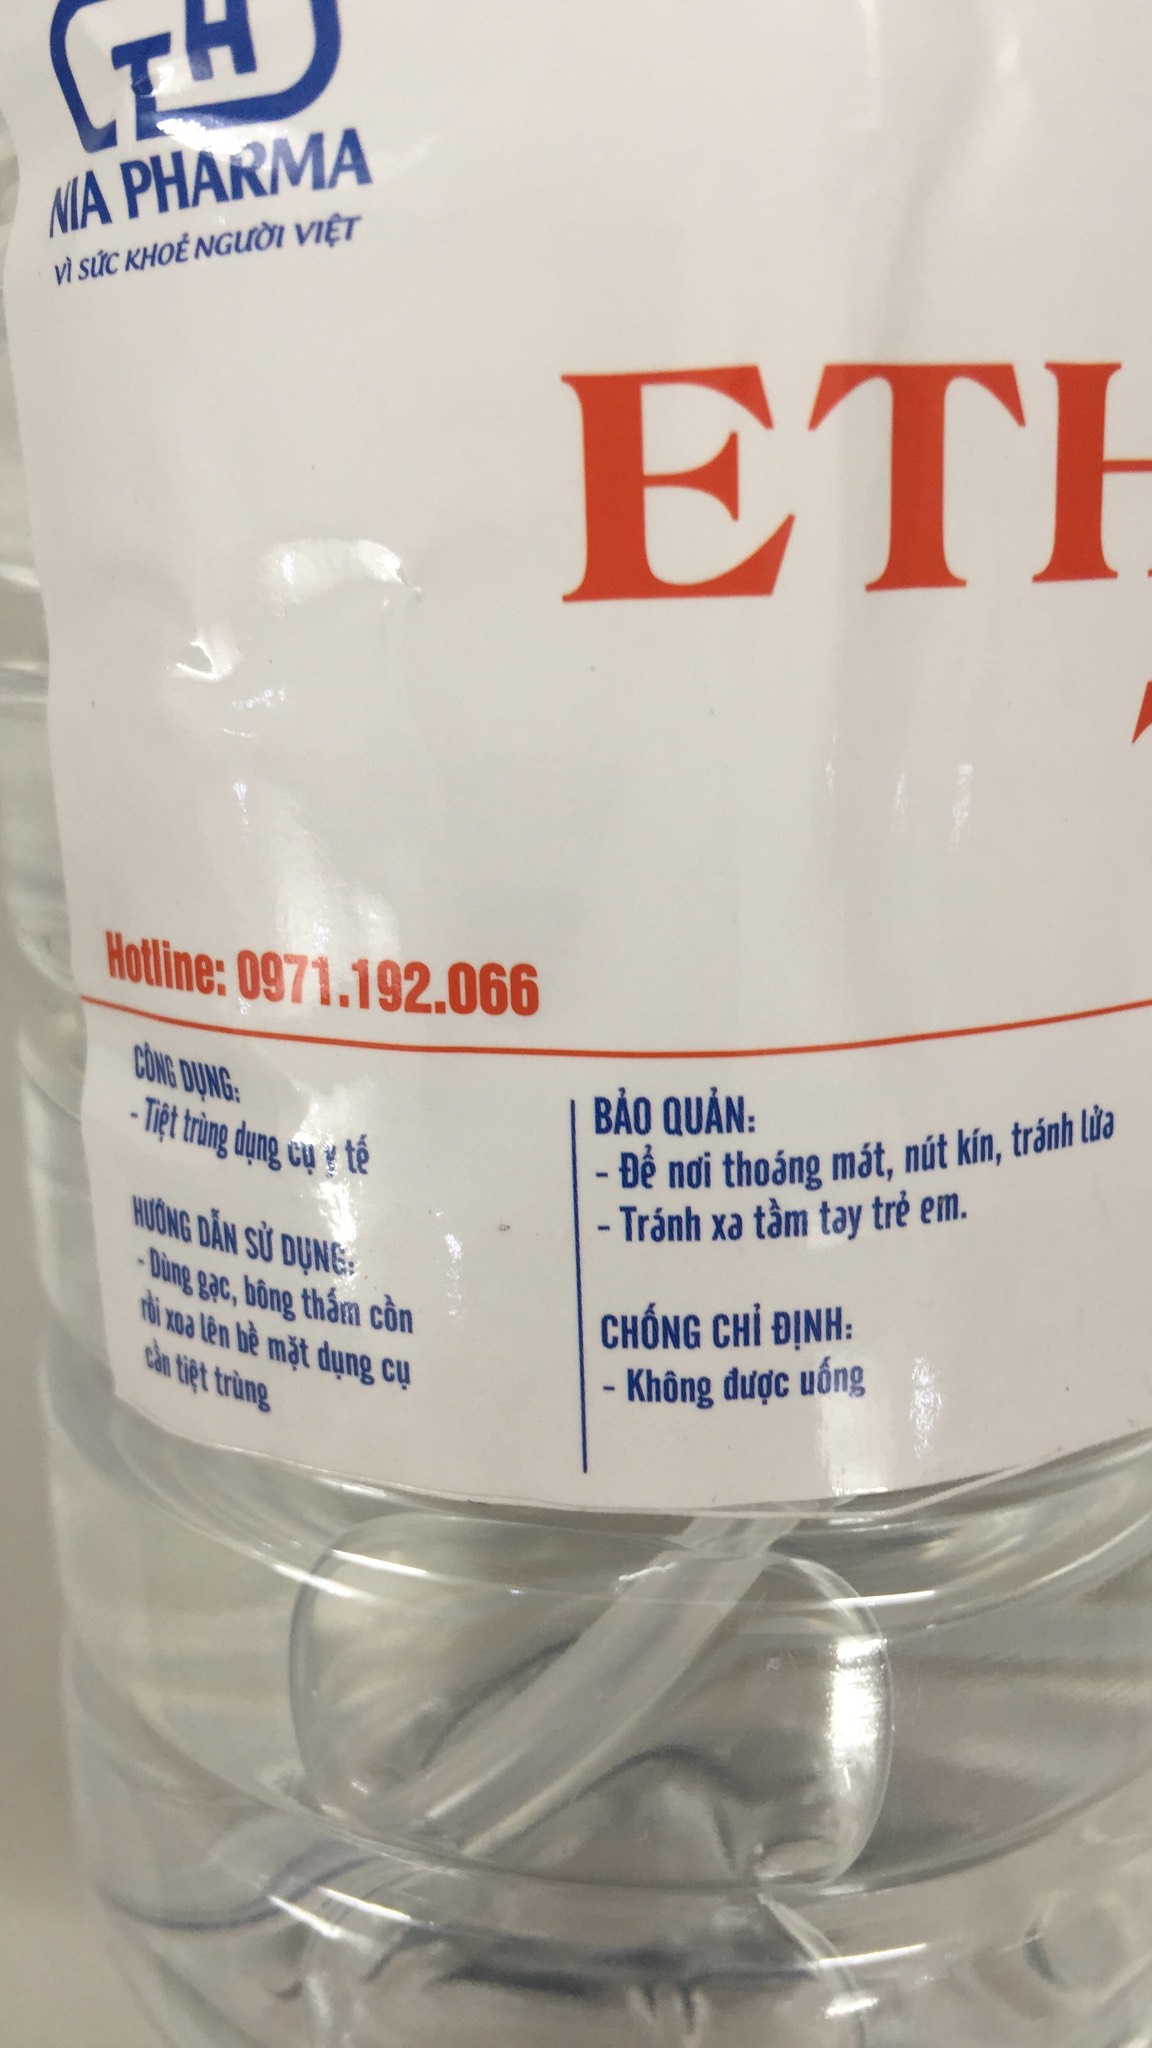 TH
NIA PHARMA
VÌ SỨC KHOẺ NGƯỜI VIỆT
ETH
Hotline: 0971.192.066
CÔNG DỤNG:
- Tiệt trùng dụng cụ y tế
HƯỚNG DẪN SỬ DỤNG:
- Dùng gạc, bông thấm cồn
rồi xoa lên bề mặt dụng cụ
cần tiệt trùng
BẢO QUẢN:
- Để nơi thoáng mát, nút kín, tránh lửa
- Tránh xa tầm tay trẻ em.
CHỐNG CHỈ ĐỊNH:
- Không được uống